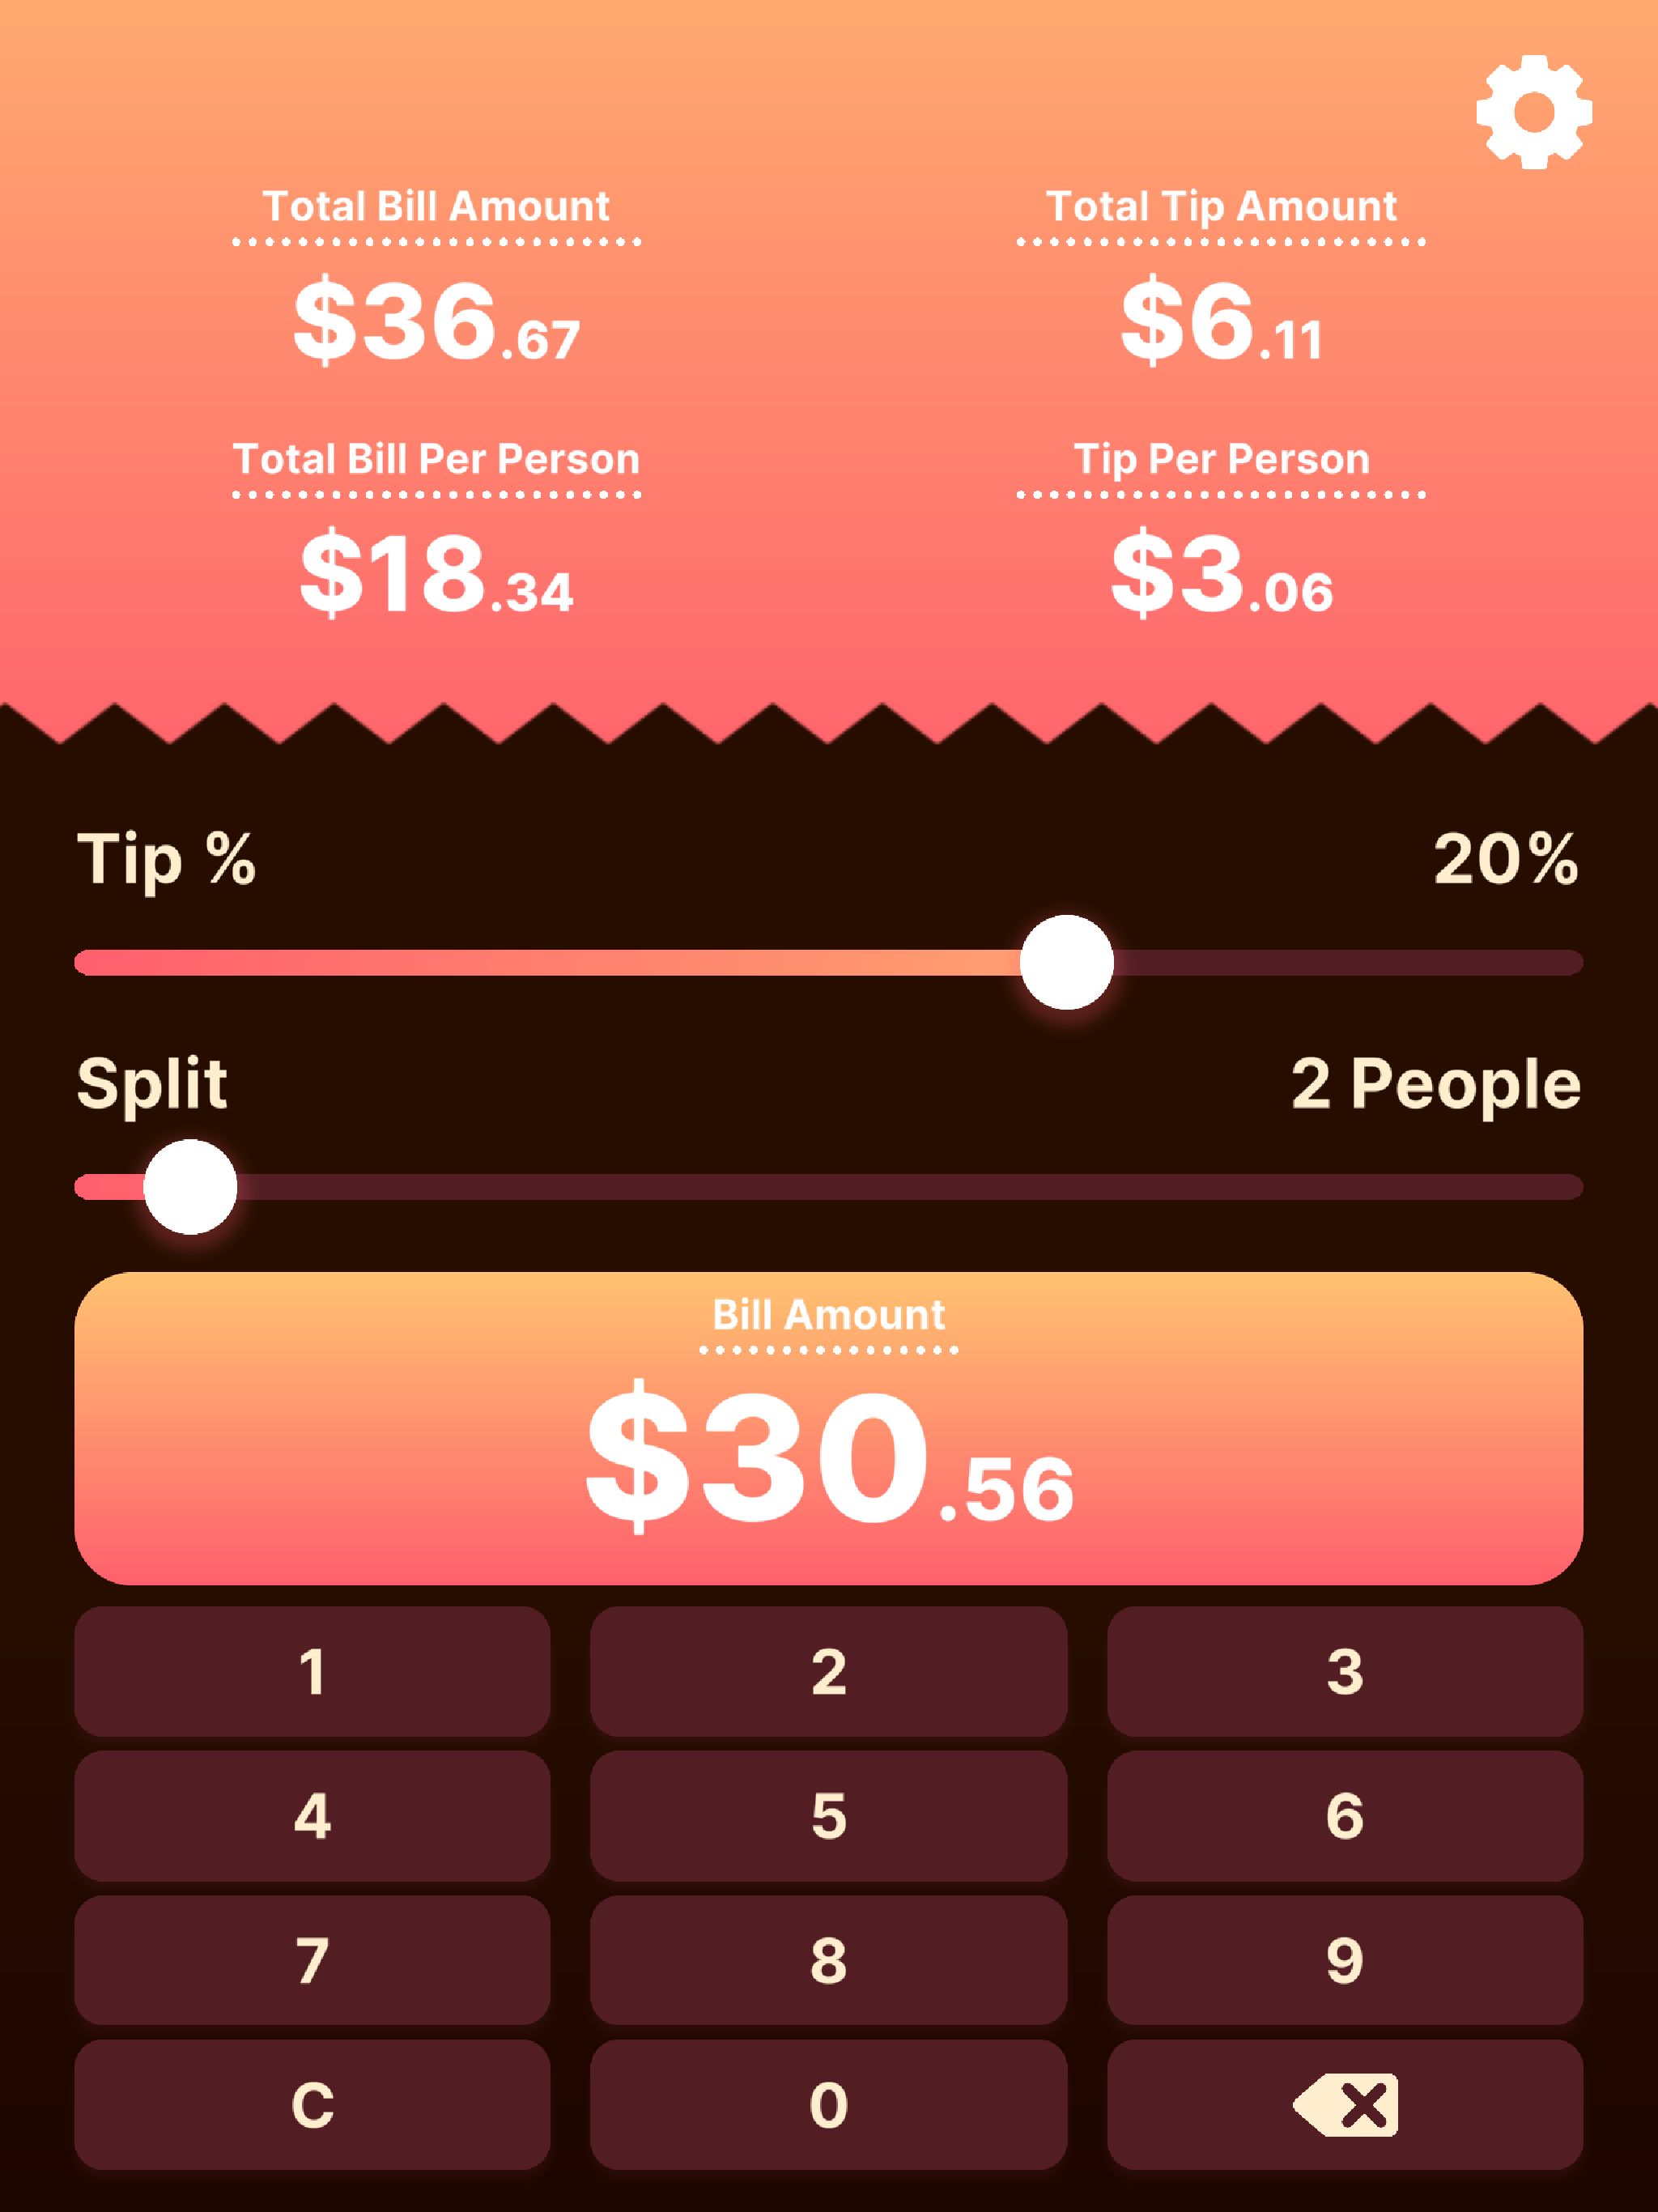 Total Bill Amount
$36.67
Total Tip Amount
$6.11
Total Bill Per Person
$18.34
Tip Per Person
$3.06
Tip % 20%
Split 2 People
Bill Amount
$30.56
1 2 3
4 5 6
7 8 9
C 0